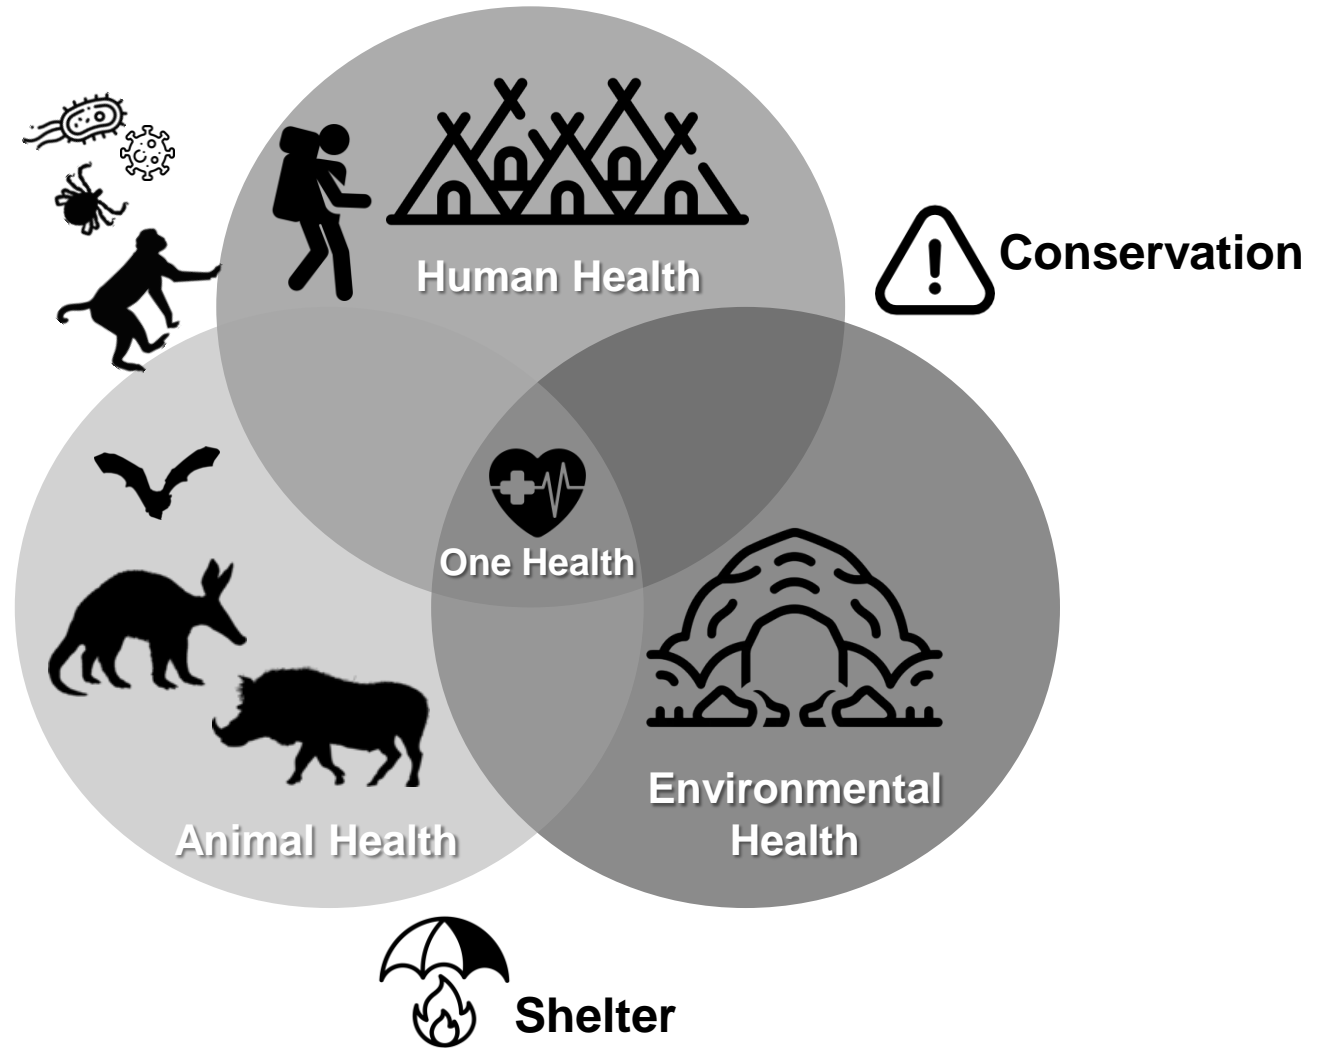 Human Health
Conservation
One Health
Environmental
Health
Animal Health
Shelter